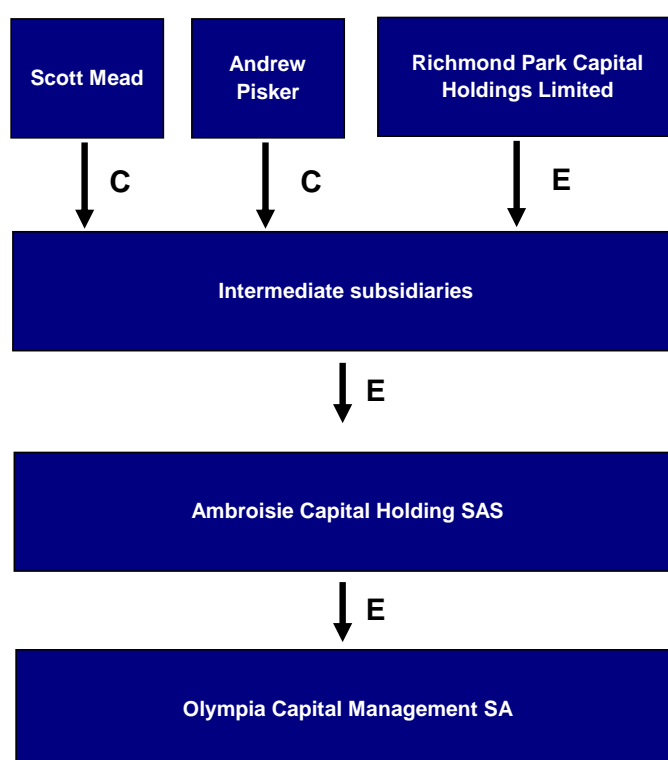 Scott Mead
Andrew
Pisker
Richmond Park Capital
Holdings Limited
C
C
E
Intermediate subsidiaries
E
Ambroisie Capital Holding SAS
E
Olympia Capital Management SA